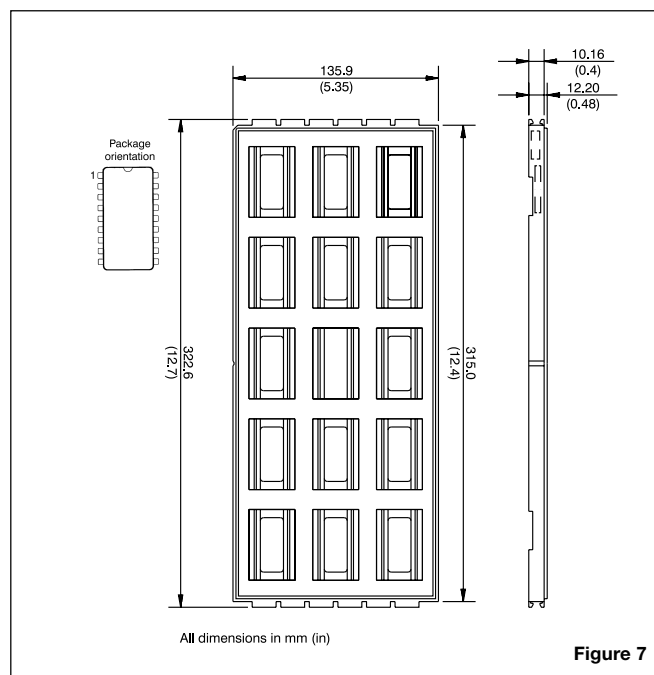 10.16
(0.4)
135.9
(5.35)
12.20
(0.48)
Package
orientation
1
322.6
(12.7)
315.0
(12.4)
All dimensions in mm (in)
Figure 7